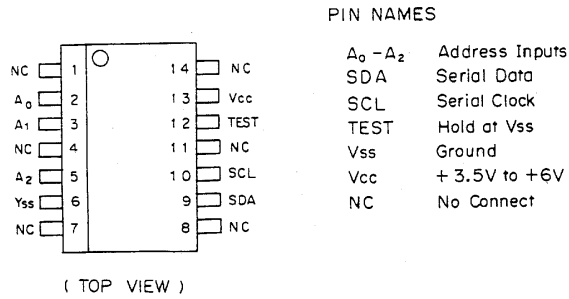 PIN NAMES
A0 - A2 Address Inputs
SDA Serial Data
SCL Serial Clock
TEST Hold at Vss
Vss Ground
Vcc + 3.5V to +6V
NC No Connect
NC 1 14 NC
A0 2 13 Vcc
A1 3 12 TEST
NC 4 11 NC
A2 5 10 SCL
Yss 6 9 SDA
NC 7 8 NC
( TOP VIEW )